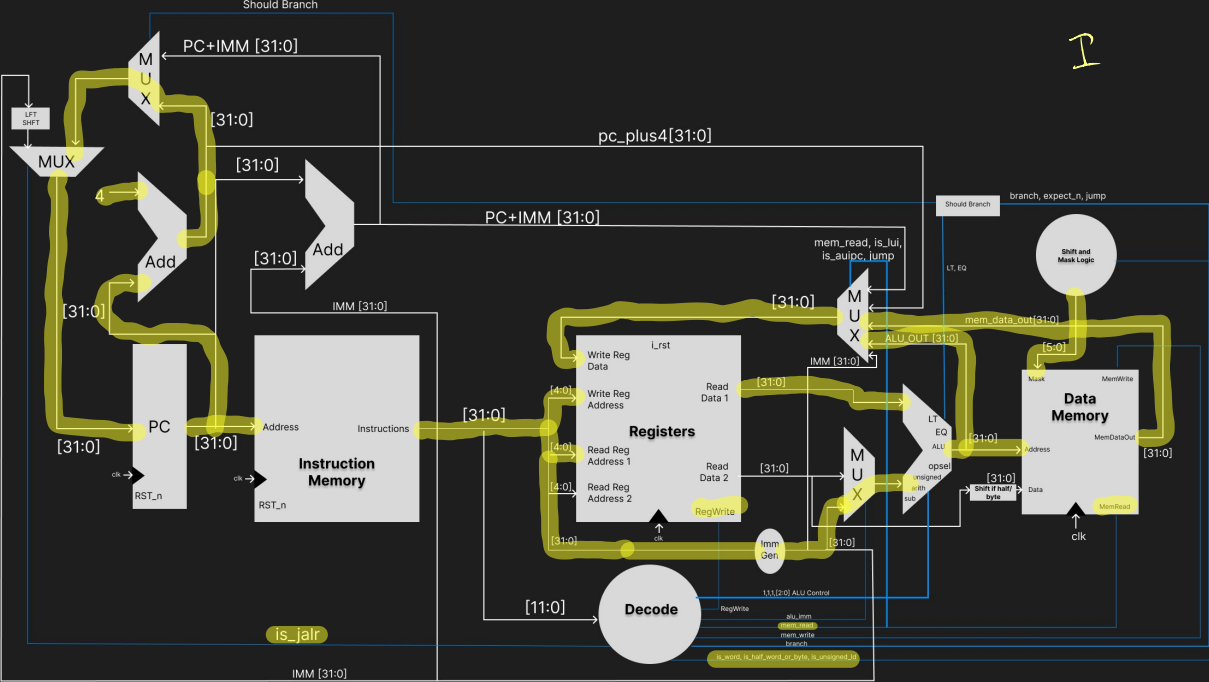 Should Branch
I
M
U
X
PC+IMM [31:0]
LFT
SHFT
[31:0]
pc_plus4[31:0]
MUX
[31:0]
4
Add
Add
PC+IMM [31:0]
branch, expect_n, jump
Should Branch
mem_read, is_lui,
is_auipc, jump
Shift and
Mask Logic
LT, EQ
[31:0]
[31:0]
IMM [31:0]
[31:0]
M
U
X
mem_data_out[31:0]
ALU_OUT [31:0]
[5:0]
IMM [31:0]
i_rst
Write Reg
Data
Read
Data 1
[31:0]
[4:0]
Write Reg
Address
Mask
MemWrite
Data
Memory
PC
Address
Instructions
[31:0]
Registers
LT
EQ
ALU
[31:0]
MemDataOut
[31:0]
[31:0]
[31:0]
[4:0]
Read Reg
Address 1
Address
Instruction
Memory
M
U
X
Read
Data 2
[31:0]
opsel
unsigned
arith
sub
[31:0]
clk
clk
[4:0]
Read Reg
Address 2
Shift if half/
byte
Data
RST_n
RST_n
RegWrite
MemRead
clk
clk
[31:0]
Imm
Gen
[31:0]
1,1,1,[2:0] ALU Control
[11:0]
Decode
RegWrite
alu_imm
mem_read
mem_write
branch
is_jalr
is_word, is_half_word_or_byte, is_unsigned_ld
IMM [31:0]